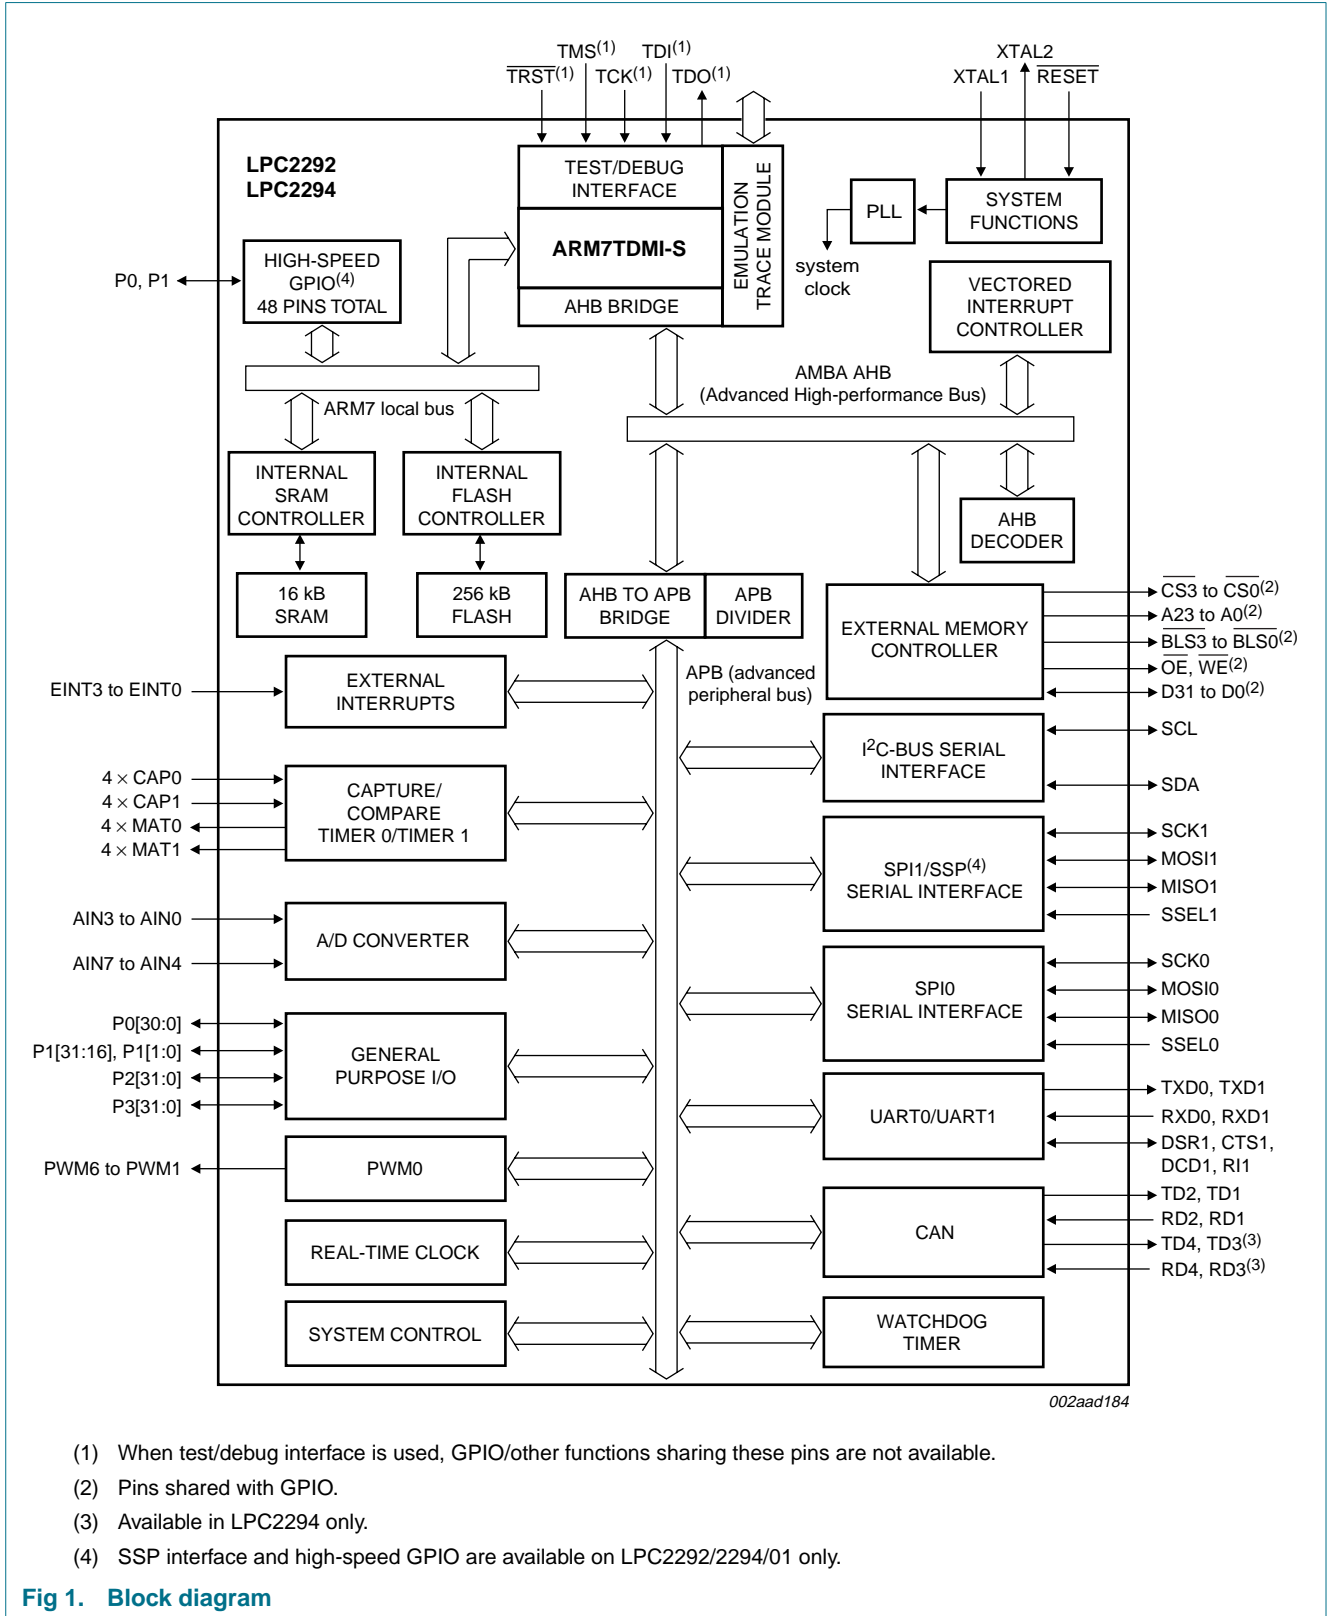 TMS(1) TDI(1)
TRST(1) TCK(1) TDO(1)
XTAL2
XTAL1 RESET
LPC2292
LPC2294
TEST/DEBUG
INTERFACE
ARM7TDMI-S
AHB BRIDGE
EMULATION
TRACE MODULE
PLL
SYSTEM
FUNCTIONS
system
clock
P0, P1
HIGH-SPEED
GPIO(4)
48 PINS TOTAL
VECTORED
INTERRUPT
CONTROLLER
AMBA AHB
(Advanced High-performance Bus)
ARM7 local bus
INTERNAL
SRAM
CONTROLLER
INTERNAL
FLASH
CONTROLLER
AHB
DECODER
16 kB
SRAM
256 kB
FLASH
AHB TO APB
BRIDGE
APB
DIVIDER
EXTERNAL MEMORY
CONTROLLER
CS3 to CS0(2)
A23 to A0(2)
BLS3 to BLS0(2)
OE, WE(2)
D31 to D0(2)
APB (advanced
peripheral bus)
EINT3 to EINT0
EXTERNAL
INTERRUPTS
I2C-BUS SERIAL
INTERFACE
SCL
SDA
4 × CAP0
4 × CAP1
4 × MAT0
4 × MAT1
CAPTURE/
COMPARE
TIMER 0/TIMER 1
SPI1/SSP(4)
SERIAL INTERFACE
SCK1
MOSI1
MISO1
SSEL1
AIN3 to AIN0
AIN7 to AIN4
A/D CONVERTER
SPI0
SERIAL INTERFACE
SCK0
MOSI0
MISO0
SSEL0
P0[30:0]
P1[31:16], P1[1:0]
P2[31:0]
P3[31:0]
GENERAL
PURPOSE I/O
UART0/UART1
TXD0, TXD1
RXD0, RXD1
DSR1, CTS1,
DCD1, RI1
PWM6 to PWM1
PWM0
CAN
TD2, TD1
RD2, RD1
TD4, TD3(3)
RD4, RD3(3)
REAL-TIME CLOCK
SYSTEM CONTROL
WATCHDOG
TIMER
002aad184
(1) When test/debug interface is used, GPIO/other functions sharing these pins are not available.
(2) Pins shared with GPIO.
(3) Available in LPC2294 only.
(4) SSP interface and high-speed GPIO are available on LPC2292/2294/01 only.
Fig 1. Block diagram